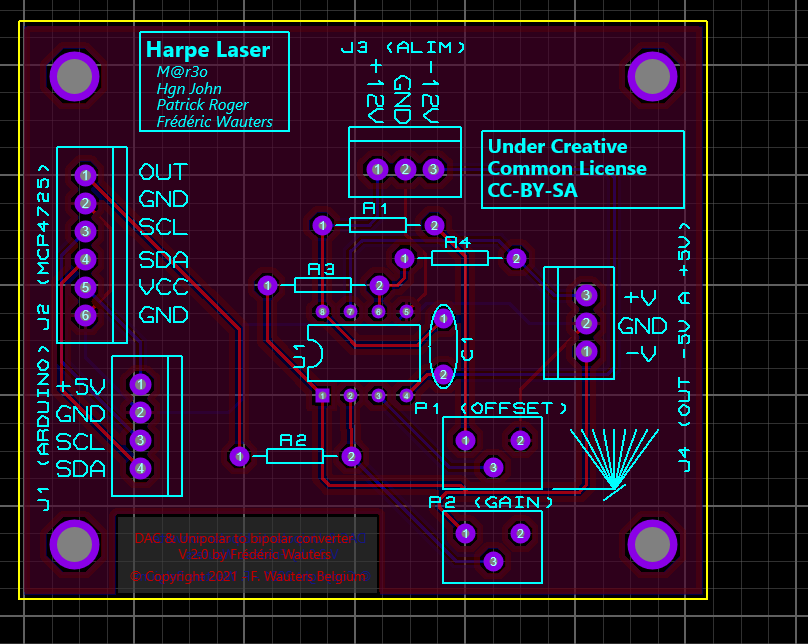 Harpe Laser
M@r3o
Hgn John
Patrick Roger
Frédéric Wauters
J3 (ALIM)
+12V
GND
-12V
1 2 3
Under Creative
Common License
CC-BY-SA
J2 (MCP4725)
1 OUT
2 GND
3 SCL
4 SDA
5 VCC
6 GND
1 R1 2
1 R4 2
1 R3 2
8 7 6 5
U1
1 2 3 4
1
C1
2
3 +V
2 GND
1 -V
J4 (OUT -5V A +5V)
J1 (ARDUINO)
+5V 1
GND 2
SCL 3
SDA 4
1 R2 2
P1 (OFFSET)
1 2
3
P2 (GAIN)
1 2
3
DAC & Unipolar to bipolar converter
V 2.0 by Frédéric Wauters
© Copyright 2021 F. Wauters Belgium